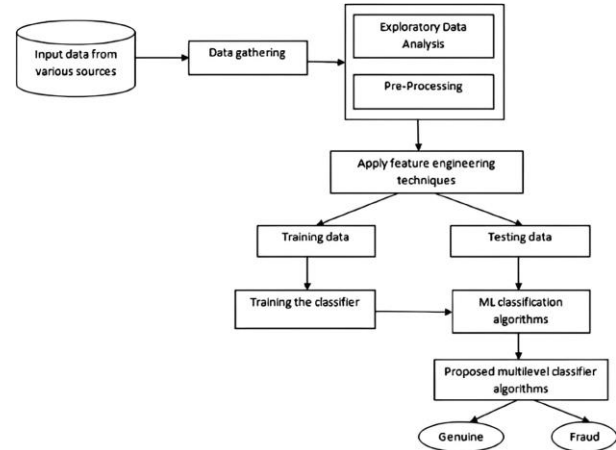 Input data from
various sources
Data gathering
Exploratory Data
Analysis
Pre-Processing
Apply feature engineering
techniques
Training data
Testing data
Training the classifier
ML classification
algorithms
Proposed multilevel classifier
algorithms
Genuine
Fraud